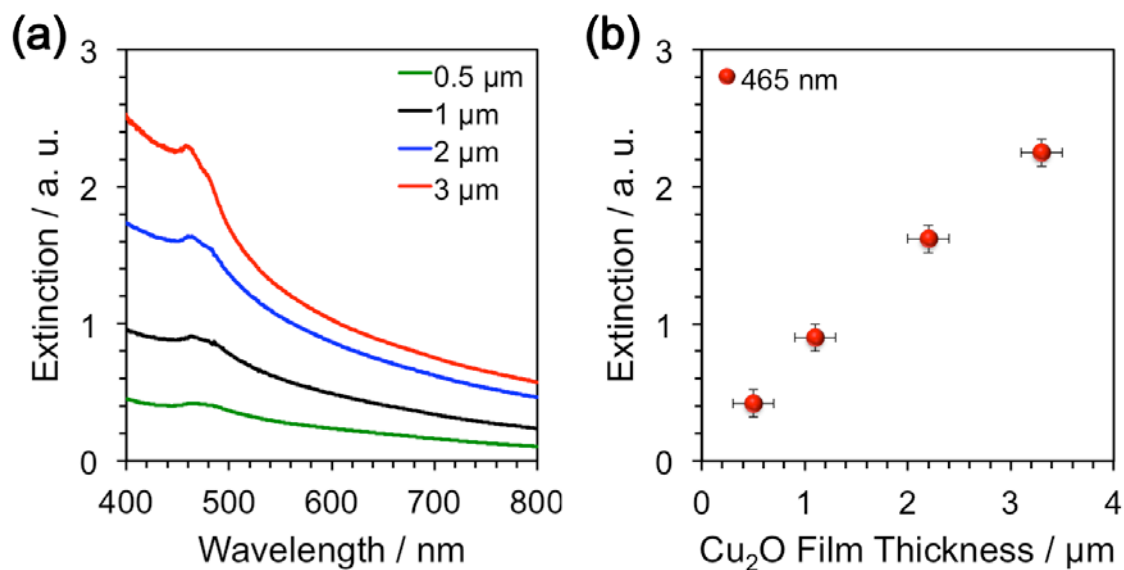 (a)
Extinction / a. u.
3
2
1
0
0.5 µm
1 µm
2 µm
3 µm
400 500 600 700 800
Wavelength / nm
(b)
Extinction / a. u.
3
2
1
0
465 nm
0 1 2 3 4
Cu₂O Film Thickness / µm